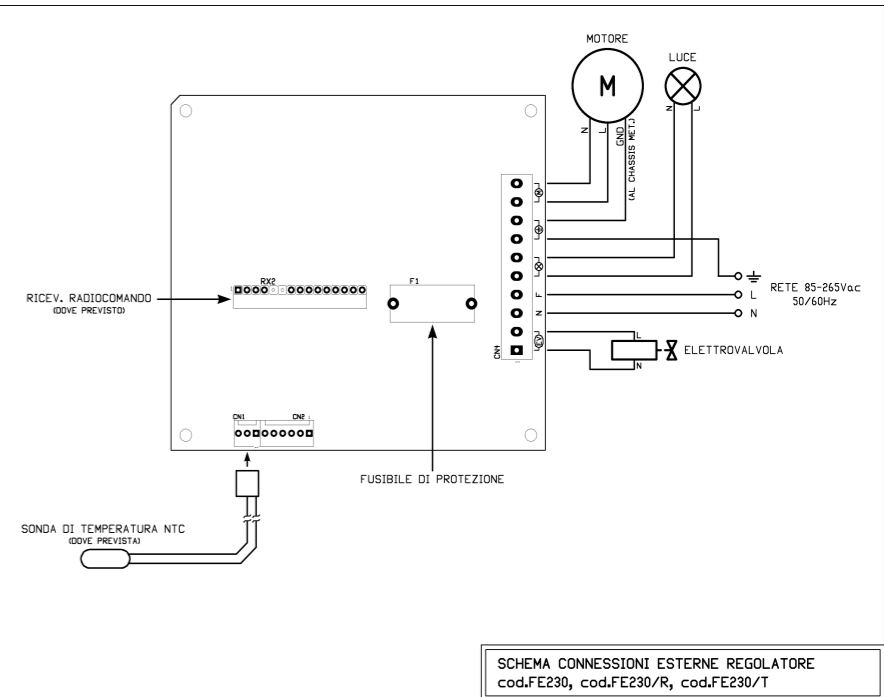 MOTORE
LUCE
M
N
L
GND
(AL CHASSIS MET.)
N
L
M
RX2
1
F1
RICEV. RADIOCOMANDO
(DOVE PREVISTO)
F
N
EV
CN4
RETE 85-265Vac
50/60Hz
L
N
L
N
ELETTROVALVOLA
CN1
CN2
FUSIBILE DI PROTEZIONE
SONDA DI TEMPERATURA NTC
(DOVE PREVISTA)
SCHEMA CONNESSIONI ESTERNE REGOLATORE
cod.FE230, cod.FE230/R, cod.FE230/T